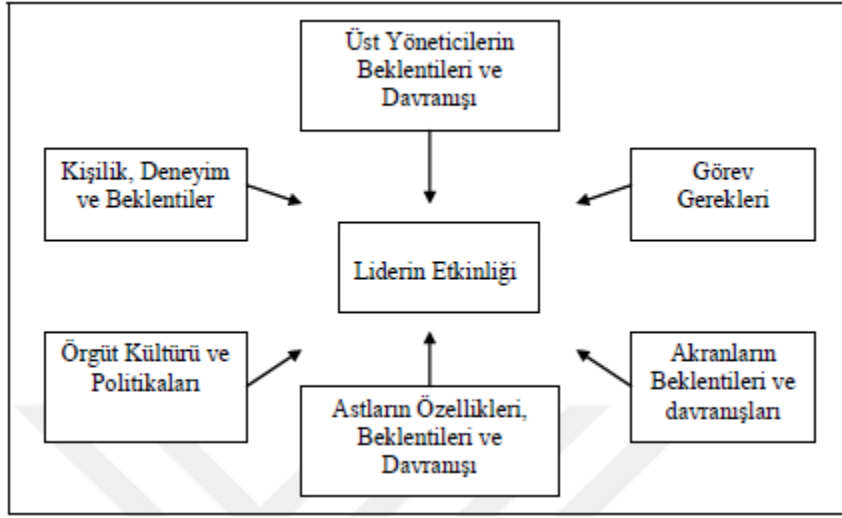 Üst Yöneticilerin
Beklentileri ve
Davranışı
Kişilik, Deneyim
ve Beklentiler
Görev
Gerekleri
Liderin Etkinliği
Örgüt Kültürü ve
Politikaları
Akranların
Beklentileri ve
davranışları
Astların Özellikleri,
Beklentileri ve
Davranışı